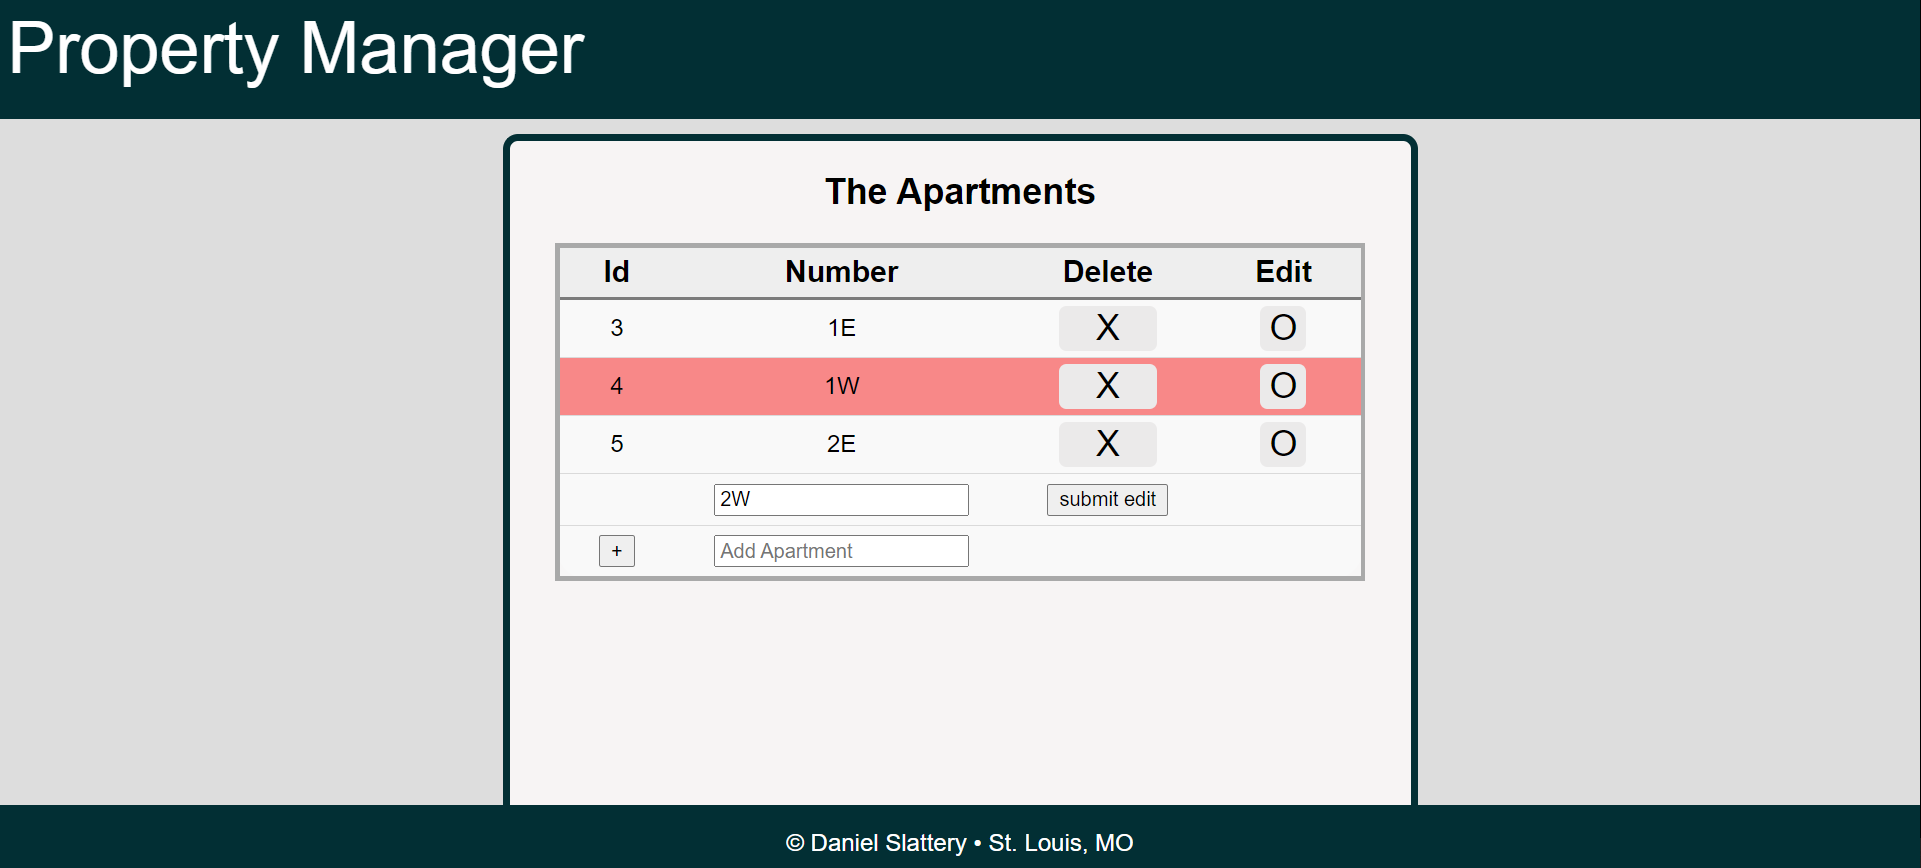 Property Manager
The Apartments
Id Number Delete Edit
3 1E X O
4 1W X O
5 2E X O
2W submit edit
+ Add Apartment
© Daniel Slattery • St. Louis, MO